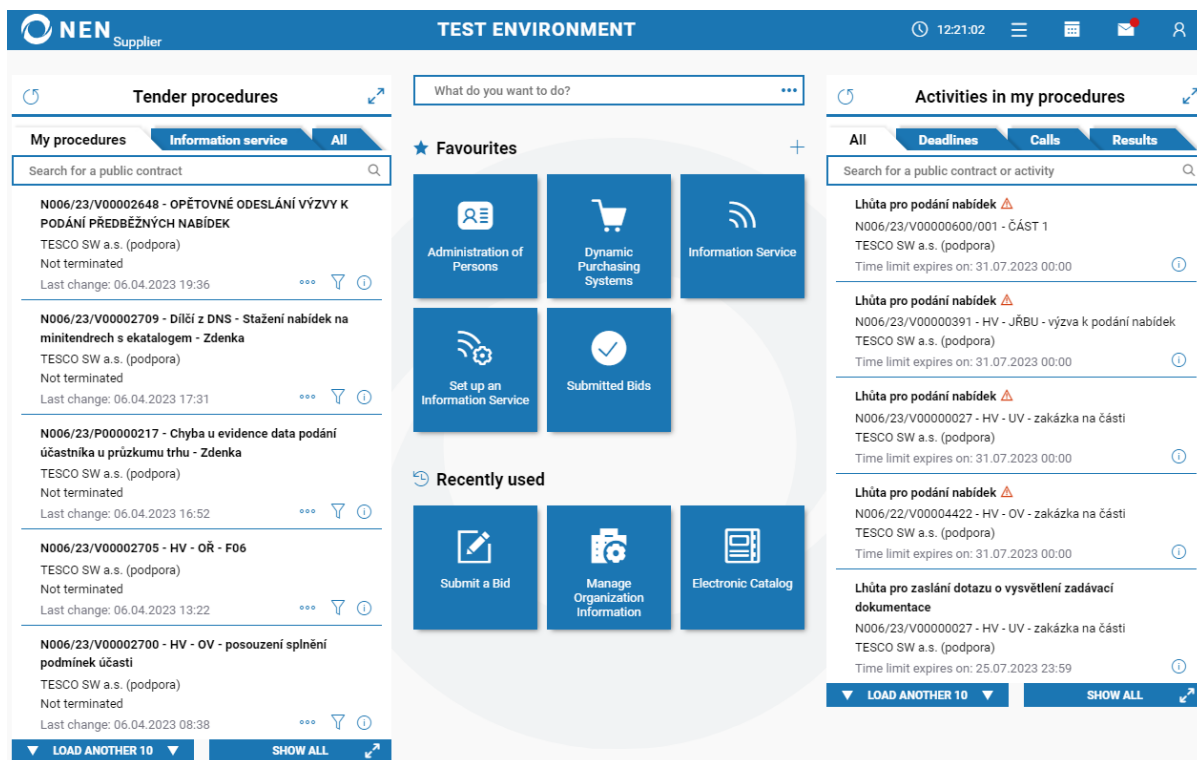 NEN Supplier
TEST ENVIRONMENT
12:21:02
Tender procedures
My procedures
Information service
All
Search for a public contract
N006/23/V00002648 - OPĚTOVNÉ ODESLÁNÍ VÝZVY K
PODÁNÍ PŘEDBĚŽNÝCH NABÍDEK
TESCO SW a.s. (podpora)
Not terminated
Last change: 06.04.2023 19:36
N006/23/V00002709 - Dílčí z DNS - Stažení nabídek na
minitendrech s ekatalogem - Zdenka
TESCO SW a.s. (podpora)
Not terminated
Last change: 06.04.2023 17:31
N006/23/P00000217 - Chyba u evidence data podání
účastníka u průzkumu trhu - Zdenka
TESCO SW a.s. (podpora)
Not terminated
Last change: 06.04.2023 16:52
N006/23/V00002705 - HV - OŘ - F06
TESCO SW a.s. (podpora)
Not terminated
Last change: 06.04.2023 13:22
N006/23/V00002700 - HV - OV - posouzení splnění
podmínek účasti
TESCO SW a.s. (podpora)
Not terminated
Last change: 06.04.2023 08:38
LOAD ANOTHER 10
SHOW ALL
What do you want to do?
Favourites
Administration of
Persons
Dynamic
Purchasing
Systems
Information Service
Set up an
Information Service
Submitted Bids
Recently used
Submit a Bid
Manage
Organization
Information
Electronic Catalog
Activities in my procedures
All
Deadlines
Calls
Results
Search for a public contract or activity
Lhůta pro podání nabídek
N006/23/V00000600/001 - ČÁST 1
TESCO SW a.s. (podpora)
Time limit expires on: 31.07.2023 00:00
Lhůta pro podání nabídek
N006/23/V00000391 - HV - JŘBU - výzva k podání nabídek
TESCO SW a.s. (podpora)
Time limit expires on: 31.07.2023 00:00
Lhůta pro podání nabídek
N006/23/V00000027 - HV - UV - zakázka na části
TESCO SW a.s. (podpora)
Time limit expires on: 31.07.2023 00:00
Lhůta pro podání nabídek
N006/22/V00004422 - HV - OV - zakázka na části
TESCO SW a.s. (podpora)
Time limit expires on: 31.07.2023 00:00
Lhůta pro zaslání dotazu o vysvětlení zadávací
dokumentace
N006/23/V00000027 - HV - UV - zakázka na části
TESCO SW a.s. (podpora)
Time limit expires on: 25.07.2023 23:59
LOAD ANOTHER 10
SHOW ALL